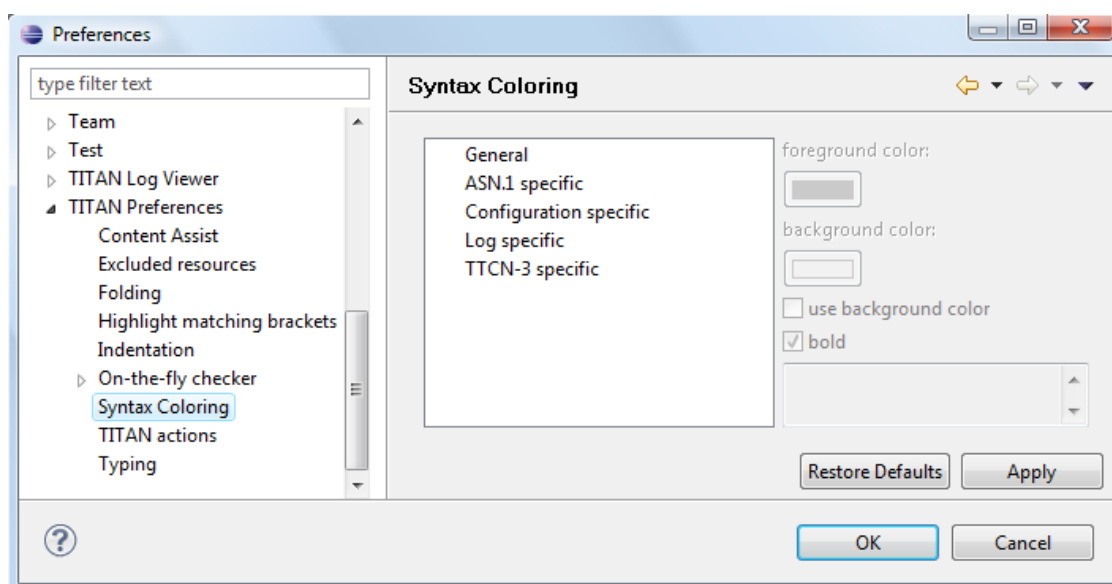 Preferences
type filter text
Team
Test
TITAN Log Viewer
TITAN Preferences
Content Assist
Excluded resources
Folding
Highlight matching brackets
Indentation
On-the-fly checker
Syntax Coloring
TITAN actions
Typing
Syntax Coloring
General
ASN.1 specific
Configuration specific
Log specific
TTCN-3 specific
foreground color:
background color:
use background color
bold
Restore Defaults
Apply
OK
Cancel